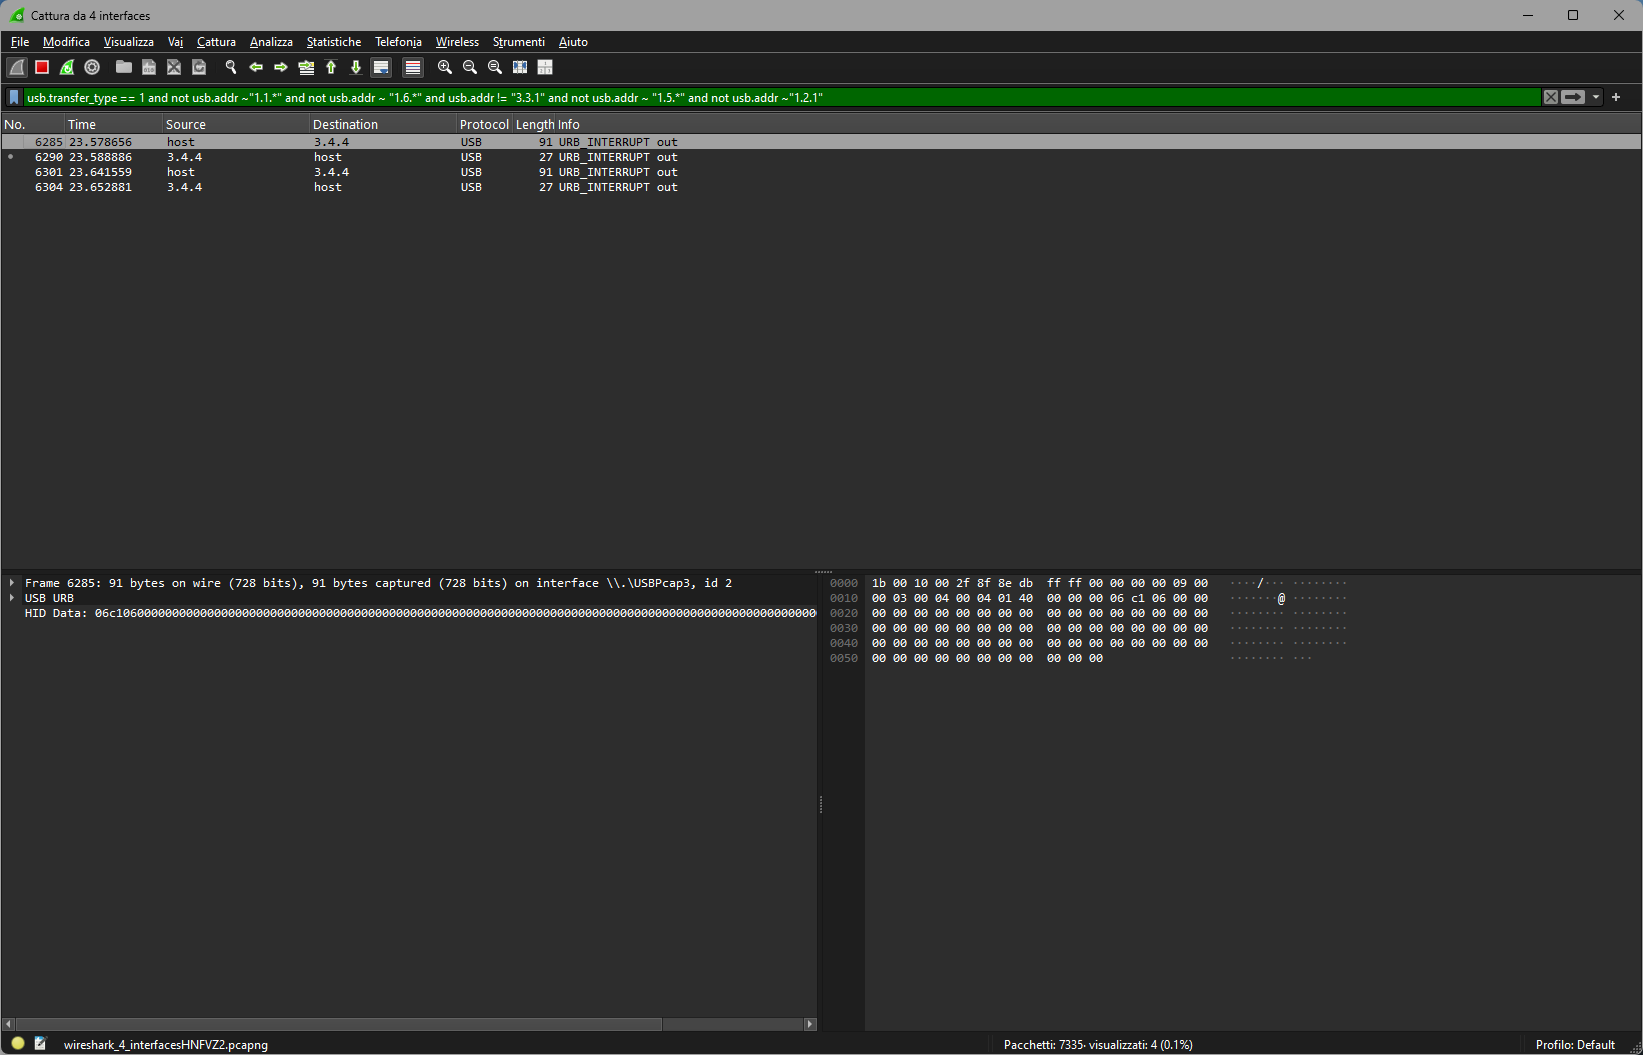 Cattura da 4 interfaces
File Modifica Visualizza Vai Cattura Analizza Statistiche Telefonia Wireless Strumenti Aiuto
usb.transfer_type == 1 and not usb.addr ~"1.1.*" and not usb.addr ~ "1.6.*" and usb.addr != "3.3.1" and not usb.addr ~ "1.5.*" and not usb.addr ~"1.2.1"
No. Time Source Destination Protocol Length Info
6285 23.578656 host 3.4.4 USB 91 URB_INTERRUPT out
6290 23.588886 3.4.4 host USB 27 URB_INTERRUPT out
6301 23.641559 host 3.4.4 USB 91 URB_INTERRUPT out
6304 23.652881 3.4.4 host USB 27 URB_INTERRUPT out
Frame 6285: 91 bytes on wire (728 bits), 91 bytes captured (728 bits) on interface \\.\USBPcap3, id 2
USB URB
HID Data: 06c10600000000000000000000000000000000000000000000000000000000000000000000000000000000000000000000000000
0000 1b 00 10 00 2f 8f 8e db ff ff 00 00 00 00 09 00 ····/··· ········
0010 00 03 00 04 00 04 01 40 00 00 00 06 c1 06 00 00 ·······@ ········
0020 00 00 00 00 00 00 00 00 00 00 00 00 00 00 00 00 ········ ········
0030 00 00 00 00 00 00 00 00 00 00 00 00 00 00 00 00 ········ ········
0040 00 00 00 00 00 00 00 00 00 00 00 00 00 00 00 00 ········ ········
0050 00 00 00 00 00 00 00 00 00 00 00 ········ ···
wireshark_4_interfacesHNFVZ2.pcapng
Pacchetti: 7335· visualizzati: 4 (0.1%)
Profilo: Default